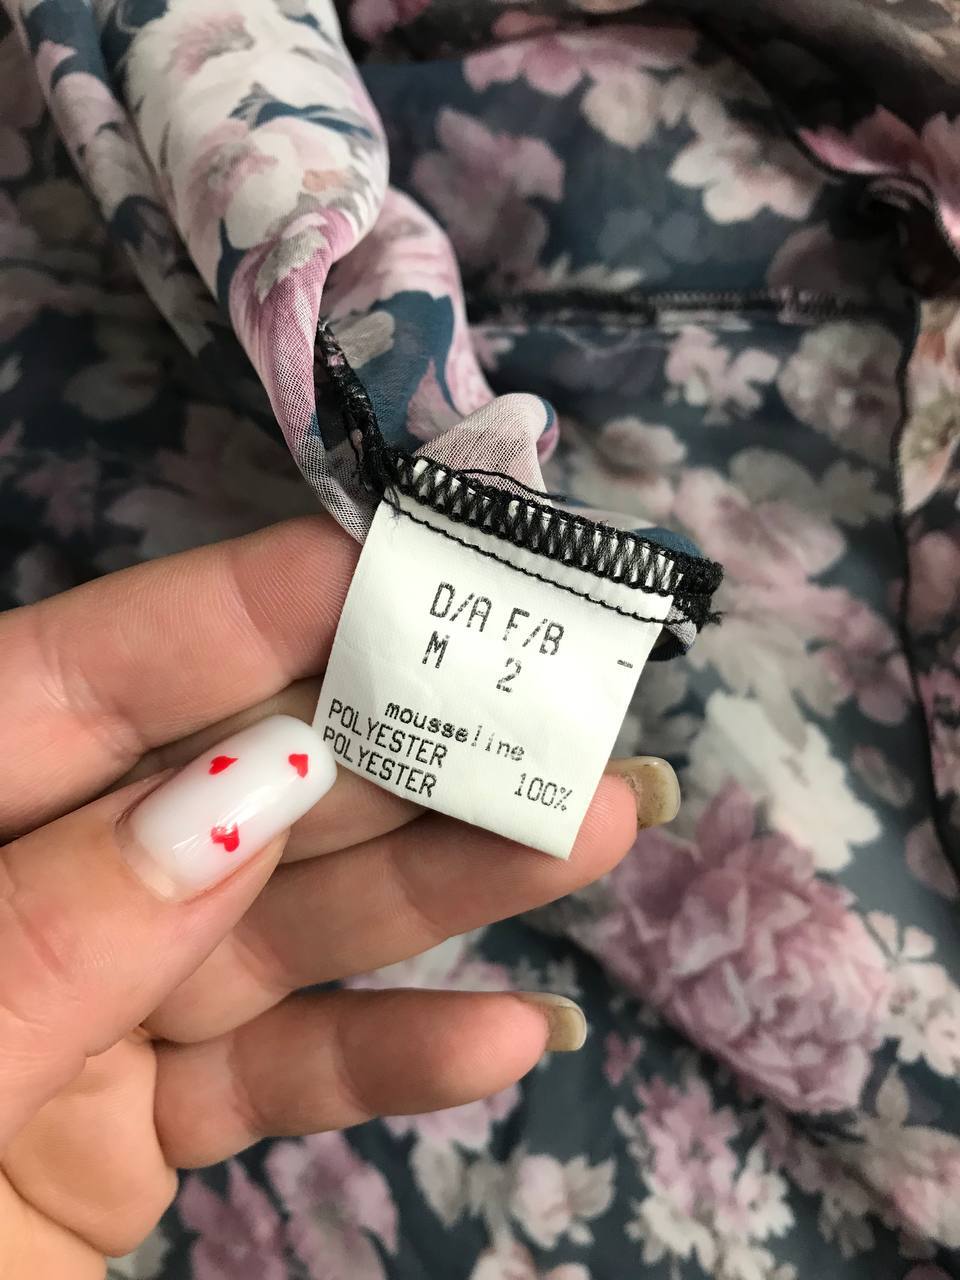 D/A F/B -
M 2
mousseline
POLYESTER
POLYESTER 100%